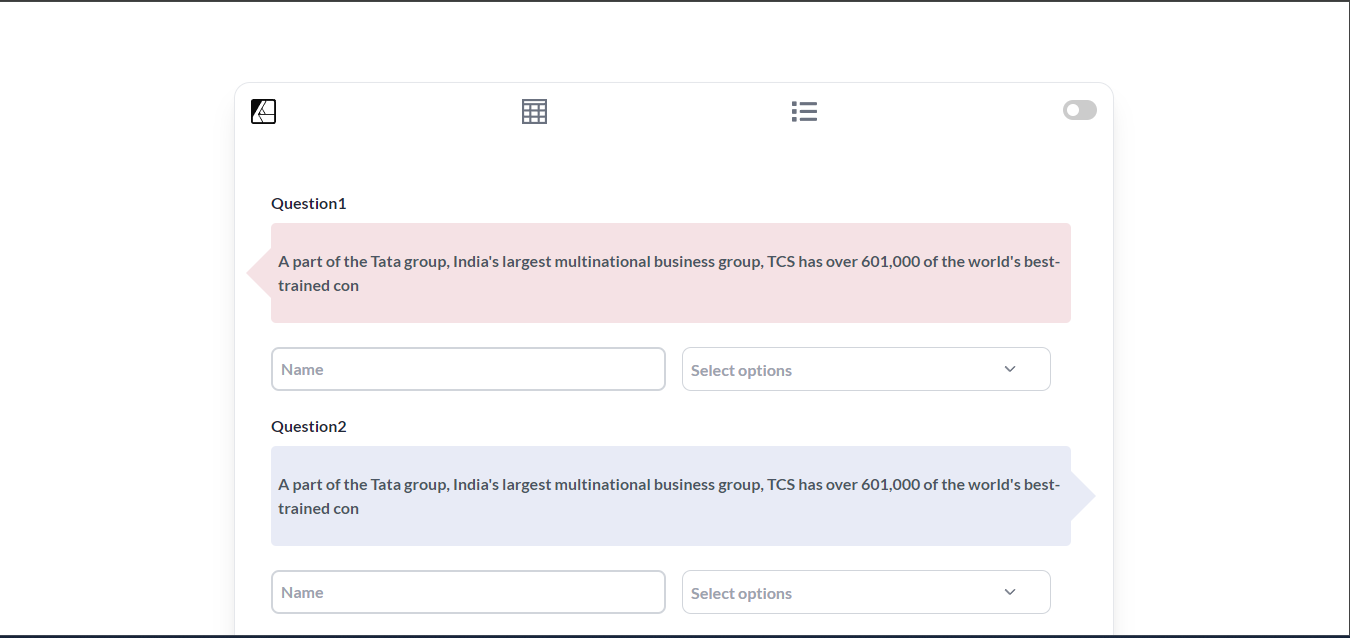 Question1
A part of the Tata group, India's largest multinational business group, TCS has over 601,000 of the world's best-
trained con
Name
Select options
Question2
A part of the Tata group, India's largest multinational business group, TCS has over 601,000 of the world's best-
trained con
Name
Select options